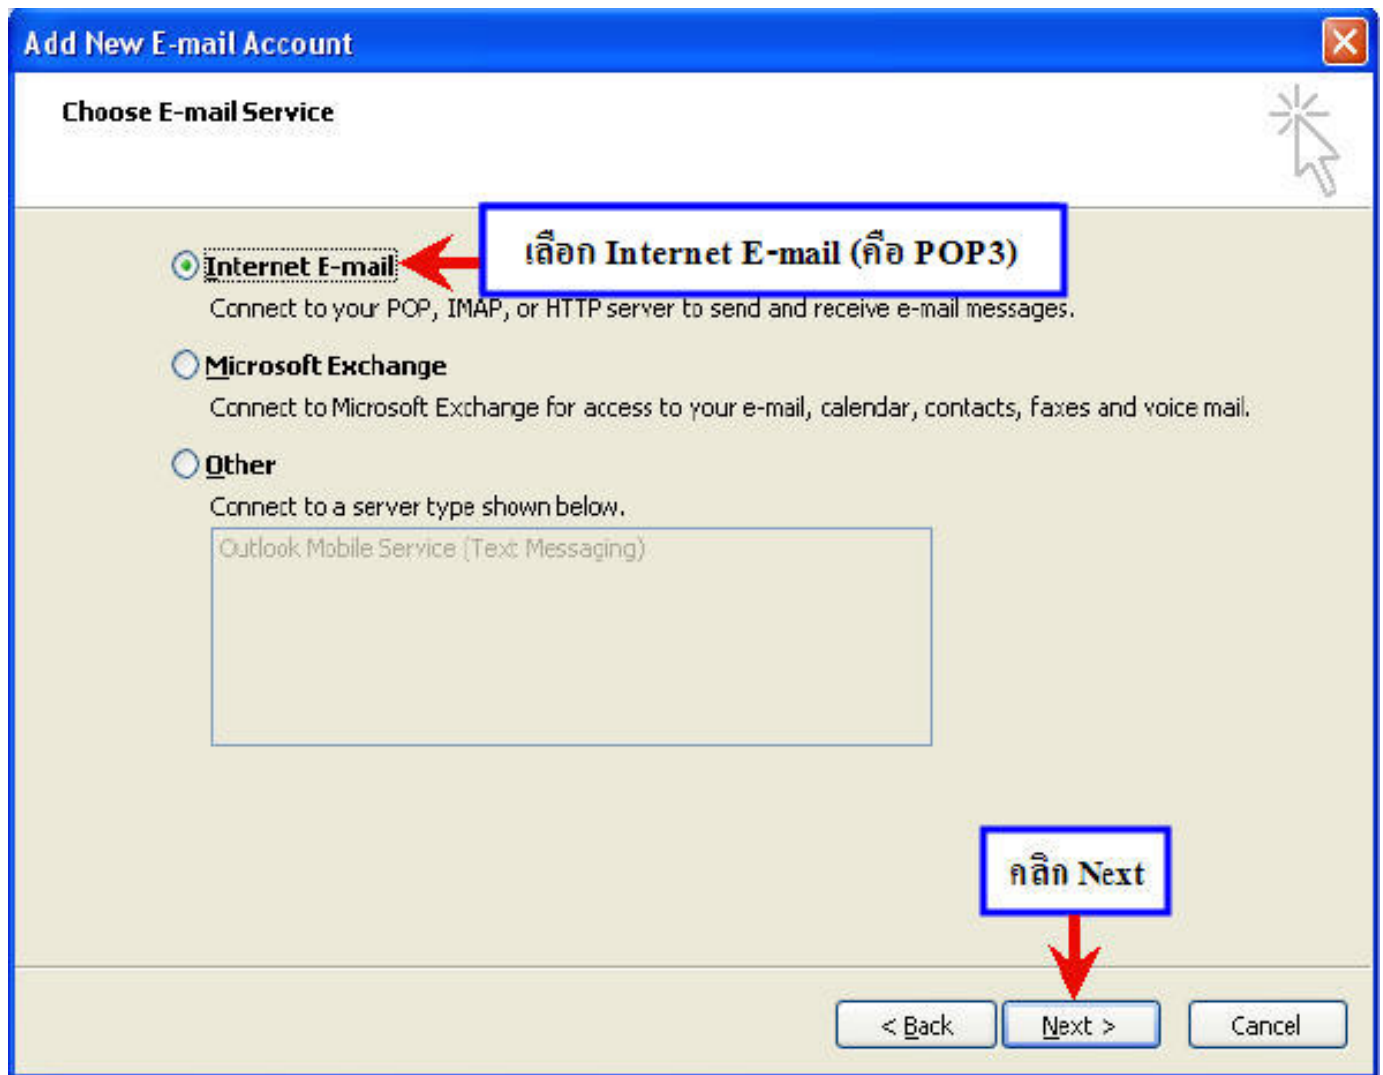 Add New E-mail Account
Choose E-mail Service
เลือก Internet E-mail (คือ POP3)
Internet E-mail
Connect to your POP, IMAP, or HTTP server to send and receive e-mail messages.
Microsoft Exchange
Connect to Microsoft Exchange for access to your e-mail, calendar, contacts, faxes and voice mail.
Other
Connect to a server type shown below.
Outlook Mobile Service (Text Messaging)
คลิก Next
< Back
Next >
Cancel